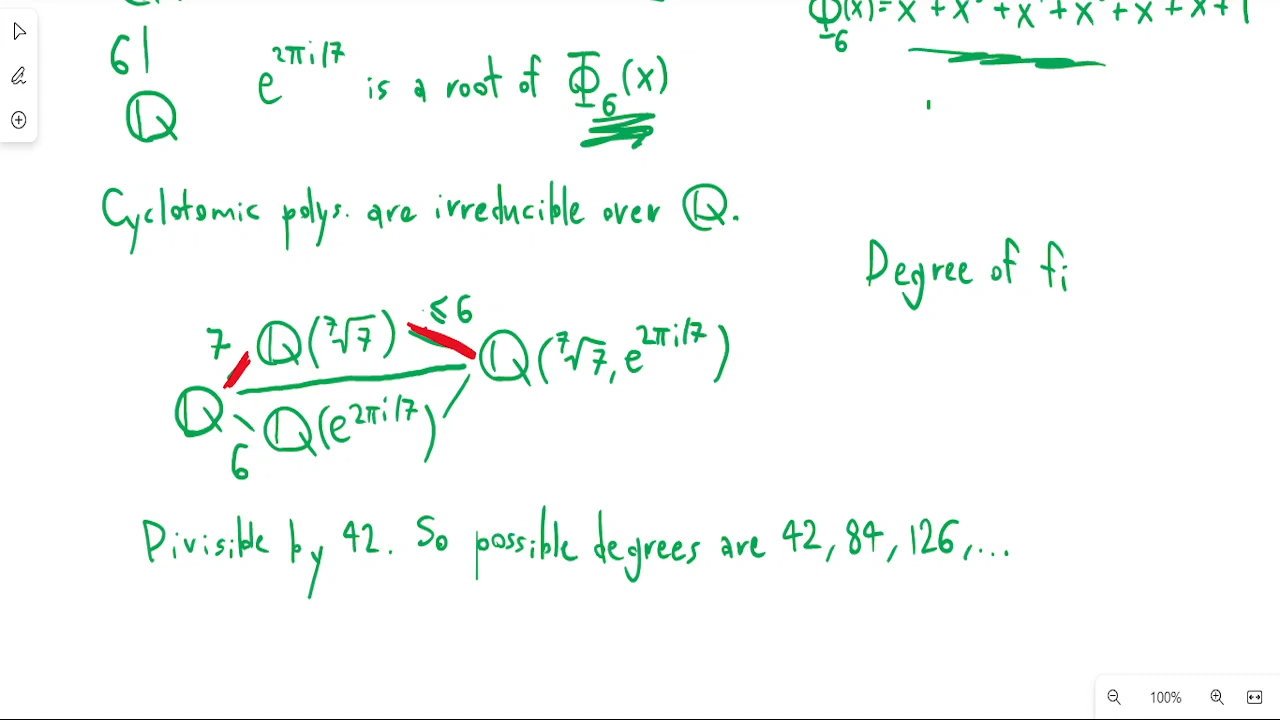 Φ₆(x) = x + x + x + x + x + x + 1
6|
e^{2πi/7} is a root of Φ₆(x)
ℚ
Cyclotomic polys. are irreducible over ℚ.
Degree of fi
≤ 6
7 ℚ(⁷√7) ℚ(⁷√7, e^{2πi/7})
ℚ ℚ(e^{2πi/7})
6
Divisible by 42. So possible degrees are 42, 84, 126, ...
100%